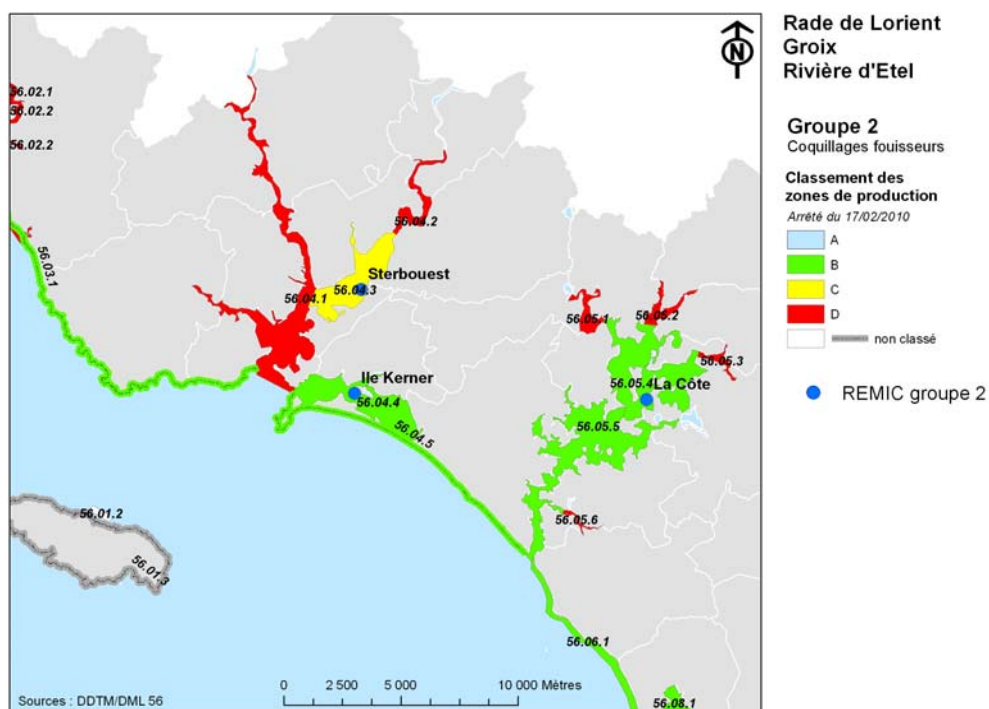 Rade de Lorient
Groix
Rivière d'Etel
Groupe 2
Coquillages fouisseurs
Classement des
zones de production
Arrêté du 17/02/2010
A
B
C
D
non classé
REMIC groupe 2
N
56.02.1
56.02.2
56.02.2
56.03.1
56.04.2
Sterbouest
56.04.1
56.04.3
56.05.1
56.05.2
56.05.3
Ile Kerner
56.04.4
56.04.5
56.05.4
La Côte
56.05.5
56.05.6
56.01.2
56.01.3
56.06.1
56.08.1
Sources : DDTM/DML 56
0 2 500 5 000 10 000 Mètres